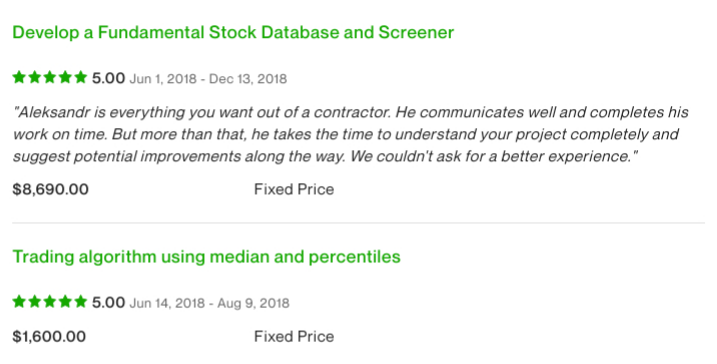 Develop a Fundamental Stock Database and Screener
5.00 Jun 1, 2018 - Dec 13, 2018
"Aleksandr is everything you want out of a contractor. He communicates well and completes his
work on time. But more than that, he takes the time to understand your project completely and
suggest potential improvements along the way. We couldn't ask for a better experience."
$8,690.00 Fixed Price
Trading algorithm using median and percentiles
5.00 Jun 14, 2018 - Aug 9, 2018
$1,600.00 Fixed Price